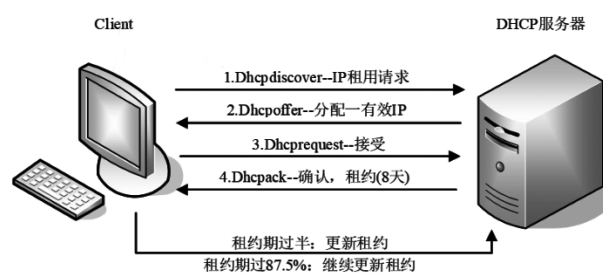 Client
DHCP服务器
1.Dhcpdiscover--IP租用请求
2.Dhcpoffer--分配一有效IP
3.Dhcprequest--接受
4.Dhcpack--确认，租约(8天)
租约期过半：更新租约
租约期过87.5%：继续更新租约